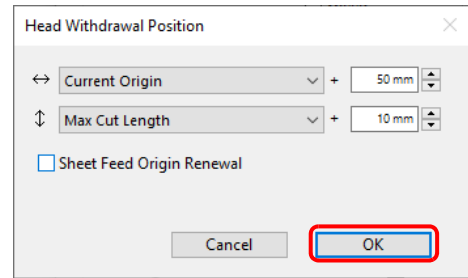 Head Withdrawal Position
Current Origin + 50 mm
Max Cut Length + 10 mm
Sheet Feed Origin Renewal
Cancel OK